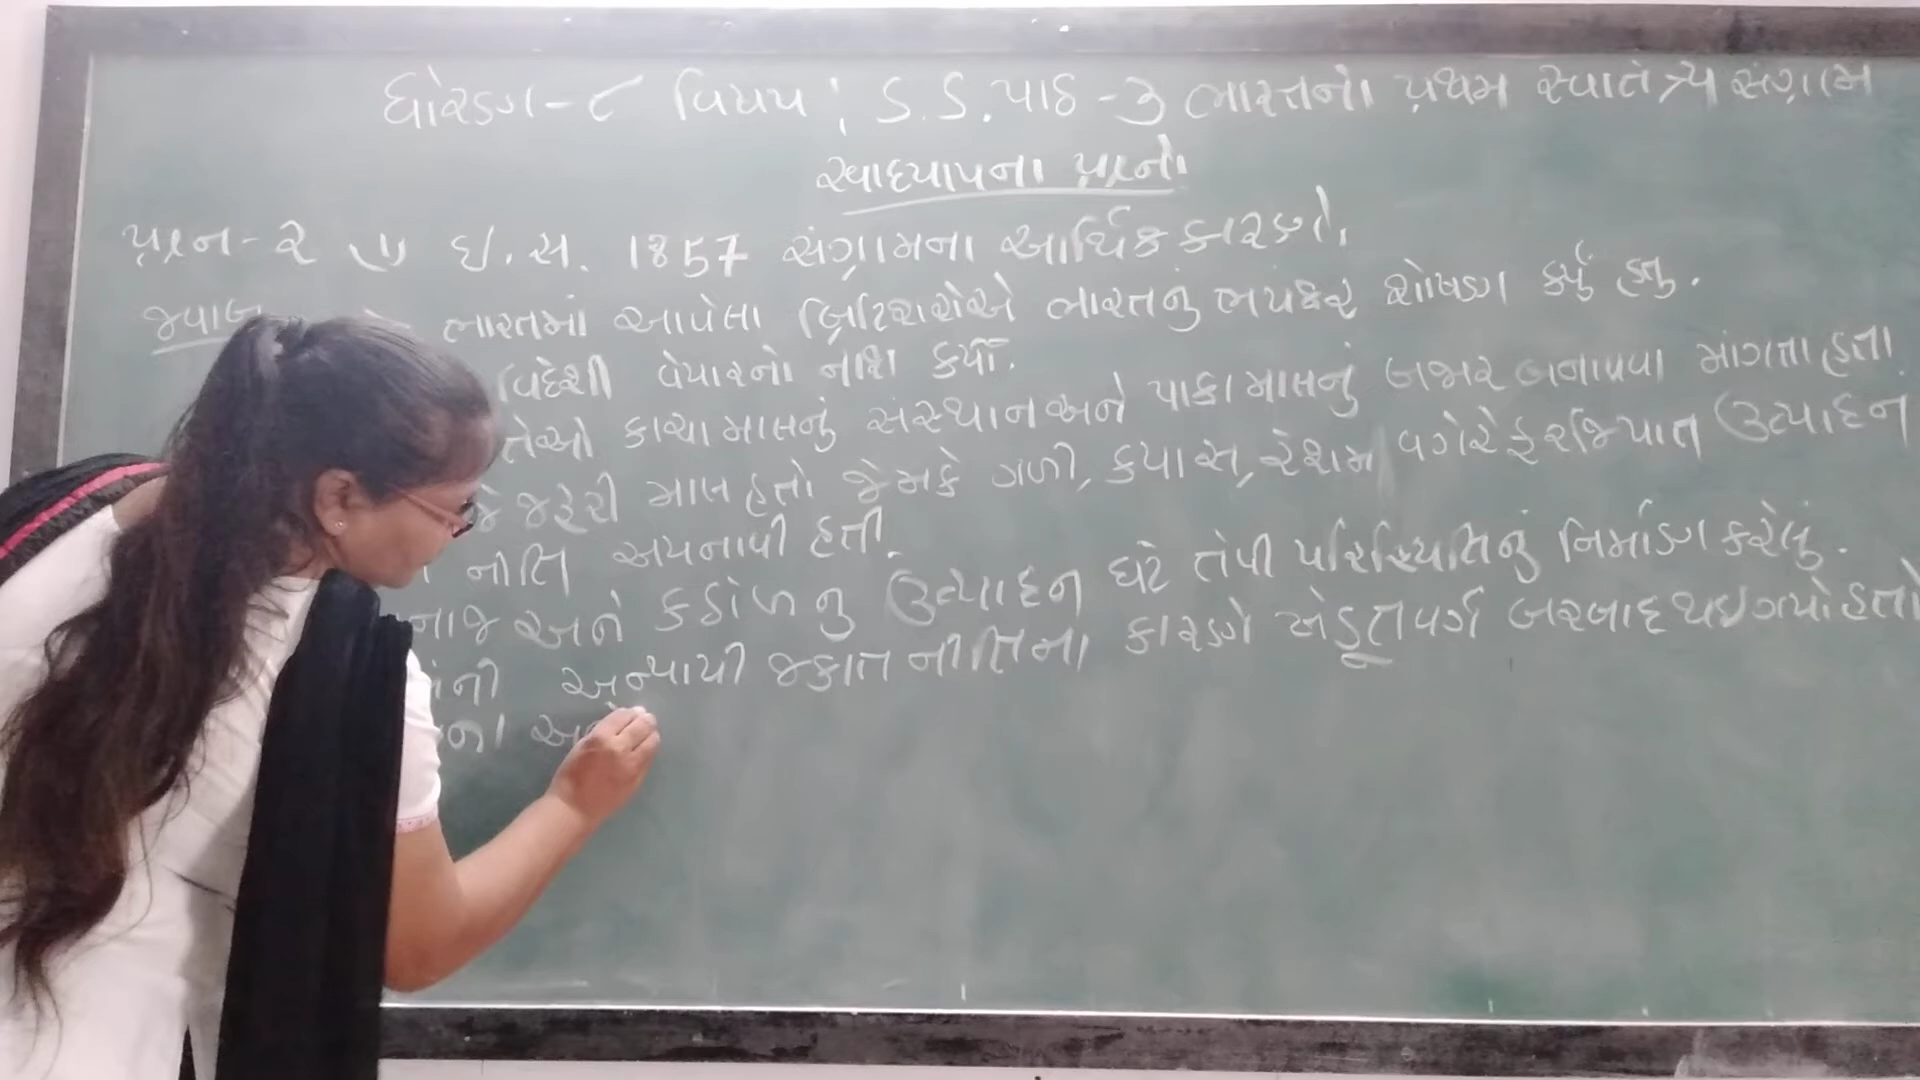 ધોરણ-૮ વિષય : S.S. પાઠ-૩ ભારતનો પ્રથમ સ્વાતંત્ર્ય સંગ્રામ
સ્વાધ્યાયના પ્રશ્નો
પ્રશ્ન-૨ (1) ઇ.સ. 1857 સંગ્રામના આર્થિક કારણો.
જવાબ ભારતમાં આવેલા બ્રિટિશરોએ ભારતનું ભયંકર શોષણ કર્યું હતુ.
વિદેશી વેપારનો નાશ કર્યો.
તેઓ કાચા માલનું સંસ્થાન અને પાકા માલનું બજાર બનાવવા માંગતા હતા.
જે જરૂરી માલ હતો જેમકે ગળી, કપાસ, રેશમ વગેરે ફરજિયાત ઉત્પાદન
નીતિ અપનાવી હતી.
અને કઠોળનુ ઉત્પાદન ઘટે તેવી પરિસ્થિતિનું નિર્માણ કરેલું.
અન્યાયી જકાત નીતિના કારણે ખેડૂતવર્ગ બરબાદ થઇ ગયો હતો